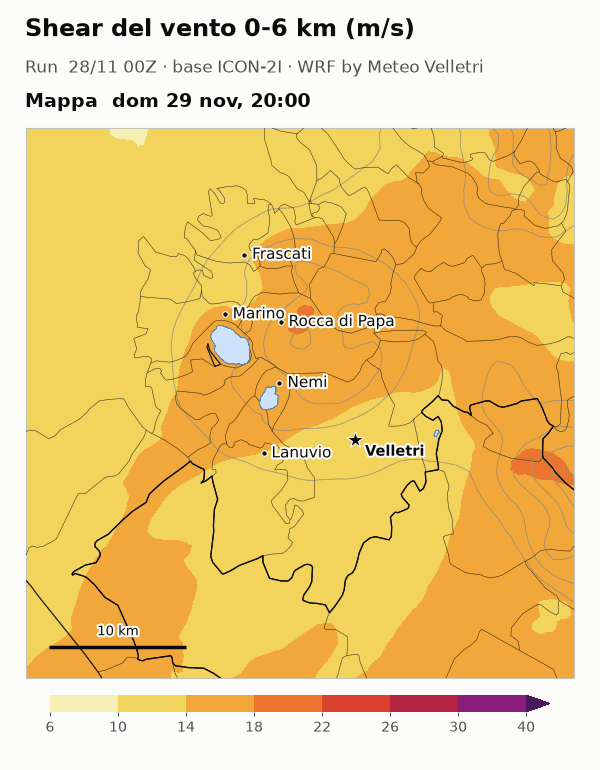 Shear del vento 0-6 km (m/s)
Run  28/11 00Z · base ICON-2I · WRF by Meteo Velletri
Mappa  dom 29 nov, 20:00
Frascati
Marino
Rocca di Papa
Nemi
Velletri
Lanuvio
10 km
6 10 14 18 22 26 30 40